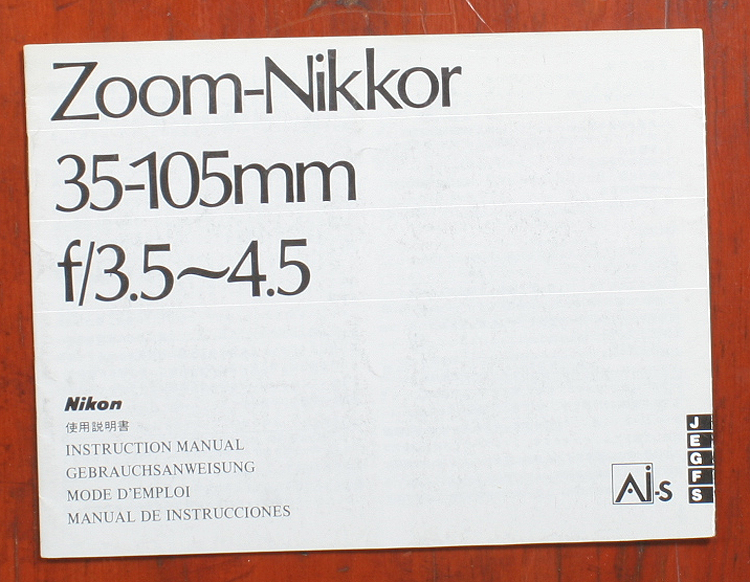 Zoom-Nikkor
35-105mm
f/3.5~4.5
Nikon
使用説明書
INSTRUCTION MANUAL
GEBRAUCHSANWEISUNG
MODE D'EMPLOI
MANUAL DE INSTRUCCIONES
Ai-s
J
E
G
F
S